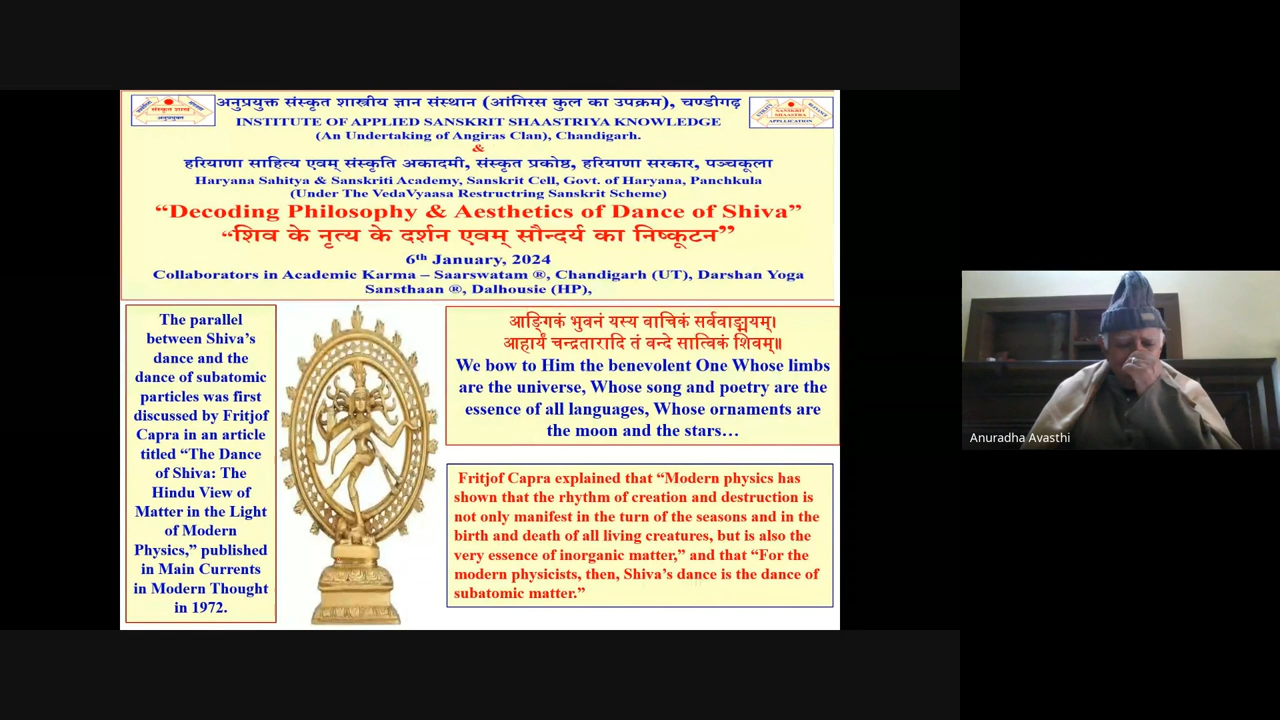 अनुप्रयुक्त संस्कृत शास्त्रीय ज्ञान संस्थान (आंगिरस कुल का उपक्रम), चण्डीगढ़
INSTITUTE OF APPLIED SANSKRIT SHAASTRIYA KNOWLEDGE
(An Undertaking of Angiras Clan), Chandigarh.
&
हरियाणा साहित्य एवम् संस्कृति अकादमी, संस्कृत प्रकोष्ठ, हरियाणा सरकार, पञ्चकूला
Haryana Sahitya & Sanskriti Academy, Sanskrit Cell, Govt. of Haryana, Panchkula
(Under The VedaVyaasa Restructring Sanskrit Scheme)
“Decoding Philosophy & Aesthetics of Dance of Shiva”
“शिव के नृत्य के दर्शन एवम् सौन्दर्य का निष्कूटन”
6th January, 2024
Collaborators in Academic Karma – Saarswatam ®, Chandigarh (UT), Darshan Yoga
Sansthaan ®, Dalhousie (HP),
संस्कृत शास्त्र
अनुप्रयुक्त
SANSKRIT
SHAASTRA
APPLICATION
The parallel
between Shiva’s
dance and the
dance of subatomic
particles was first
discussed by Fritjof
Capra in an article
titled “The Dance
of Shiva: The
Hindu View of
Matter in the Light
of Modern
Physics,” published
in Main Currents
in Modern Thought
in 1972.
आङ्गिकं भुवनं यस्य वाचिकं सर्ववाङ्मयम्।
आहार्यं चन्द्रतारादि तं वन्दे सात्विकं शिवम्॥
We bow to Him the benevolent One Whose limbs
are the universe, Whose song and poetry are the
essence of all languages, Whose ornaments are
the moon and the stars…
Fritjof Capra explained that “Modern physics has
shown that the rhythm of creation and destruction is
not only manifest in the turn of the seasons and in the
birth and death of all living creatures, but is also the
very essence of inorganic matter,” and that “For the
modern physicists, then, Shiva’s dance is the dance of
subatomic matter.”
Anuradha Avasthi